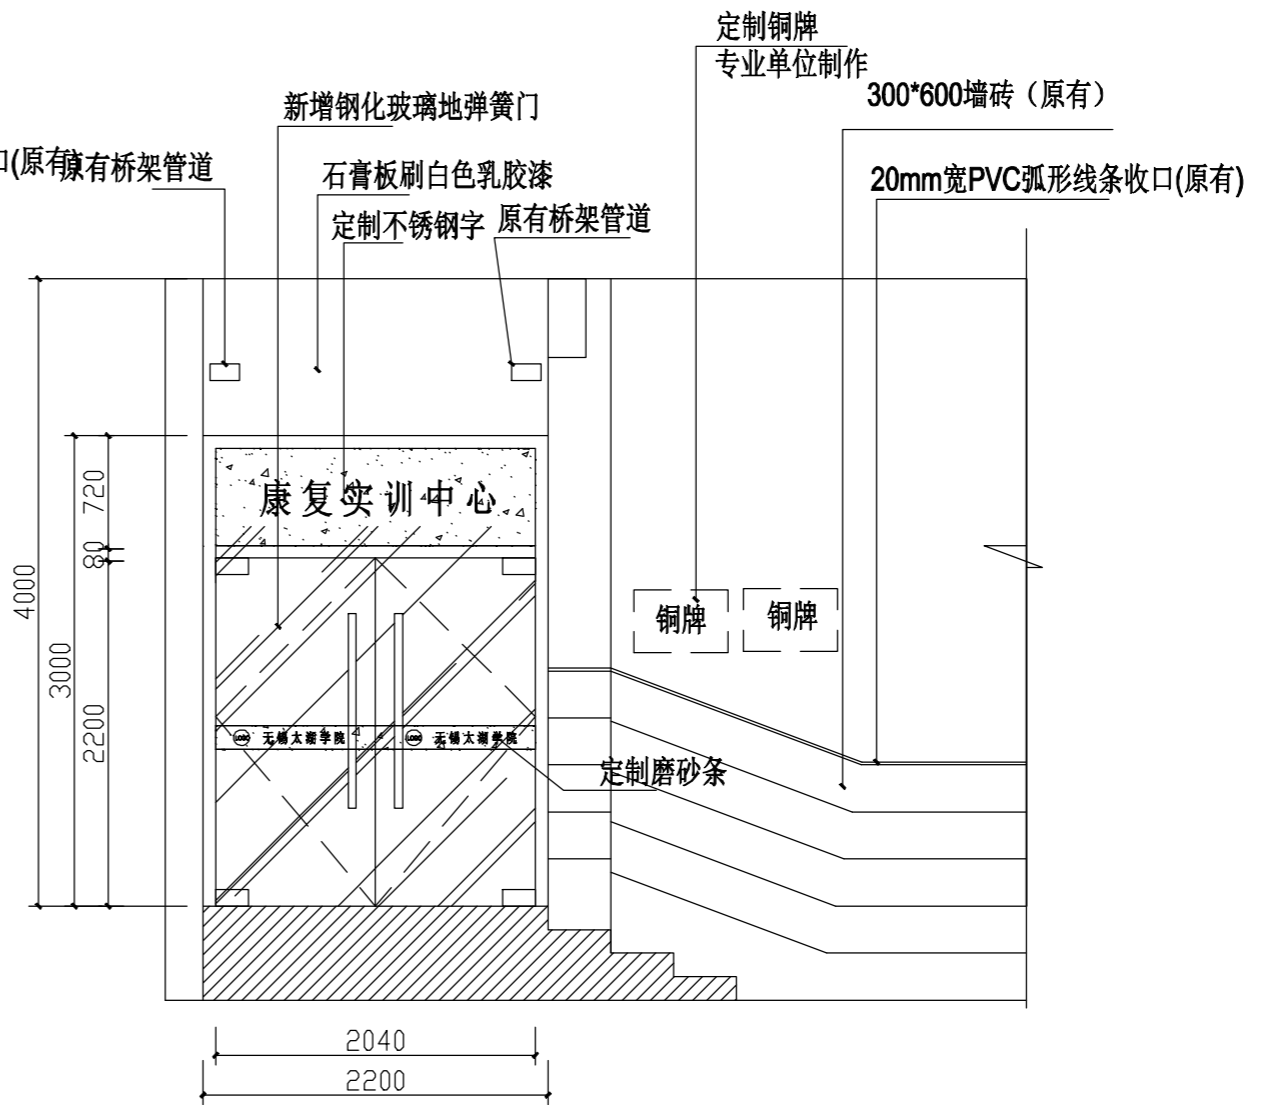 定制铜牌
专业单位制作
300*600墙砖（原有）
新增钢化玻璃地弹簧门
口(原有)
原有桥架管道
石膏板刷白色乳胶漆
20mm宽PVC弧形线条收口(原有)
定制不锈钢字
原有桥架管道
720
康复实训中心
80
4000
铜牌
铜牌
3000
2200
LOGO 无锡太湖学院
LOGO 无锡太湖学院
定制磨砂条
2040
2200